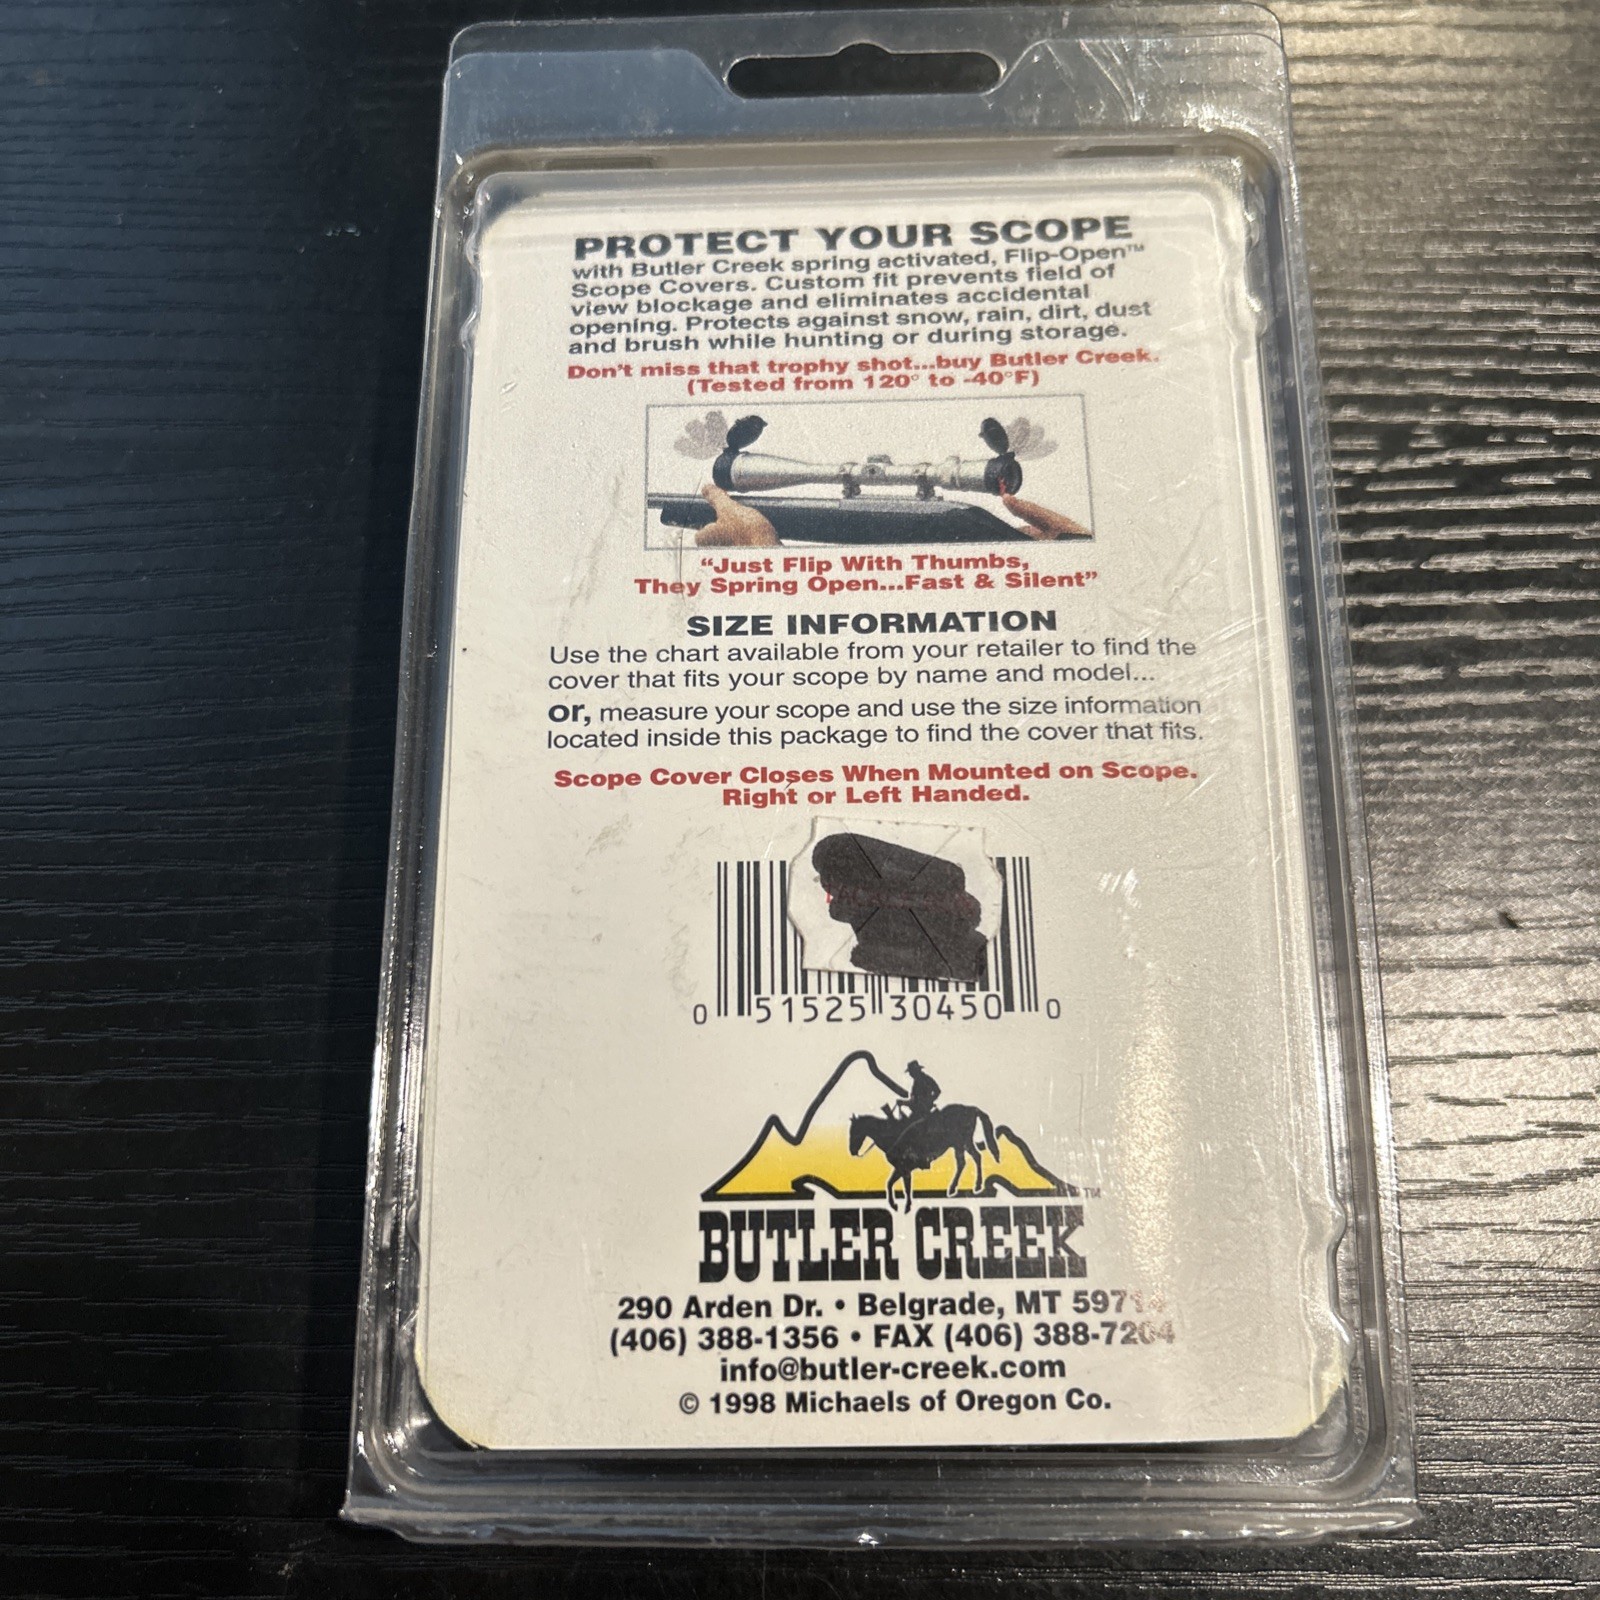 PROTECT YOUR SCOPE
with Butler Creek spring activated, Flip-Open™
Scope Covers. Custom fit prevents field of
view blockage and eliminates accidental
opening. Protects against snow, rain, dirt, dust
and brush while hunting or during storage.
Don't miss that trophy shot...buy Butler Creek.
(Tested from 120° to -40°F)
“Just Flip With Thumbs,
They Spring Open...Fast & Silent”
SIZE INFORMATION
Use the chart available from your retailer to find the
cover that fits your scope by name and model...
or, measure your scope and use the size information
located inside this package to find the cover that fits.
Scope Cover Closes When Mounted on Scope.
Right or Left Handed.
0 51525 30450 0
BUTLER CREEK™
290 Arden Dr. • Belgrade, MT 59714
(406) 388-1356 • FAX (406) 388-7204
info@butler-creek.com
© 1998 Michaels of Oregon Co.